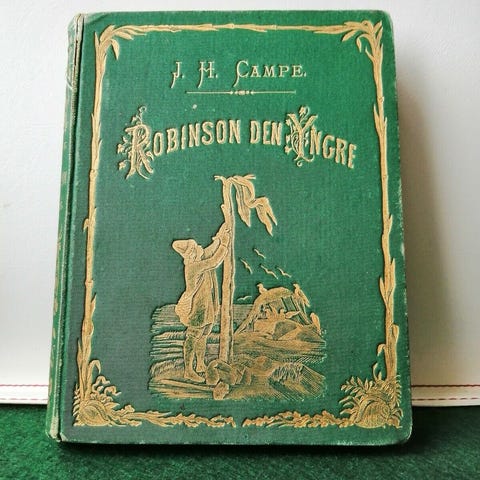 J. H. CAMPE.
ROBINSON DEN YNGRE